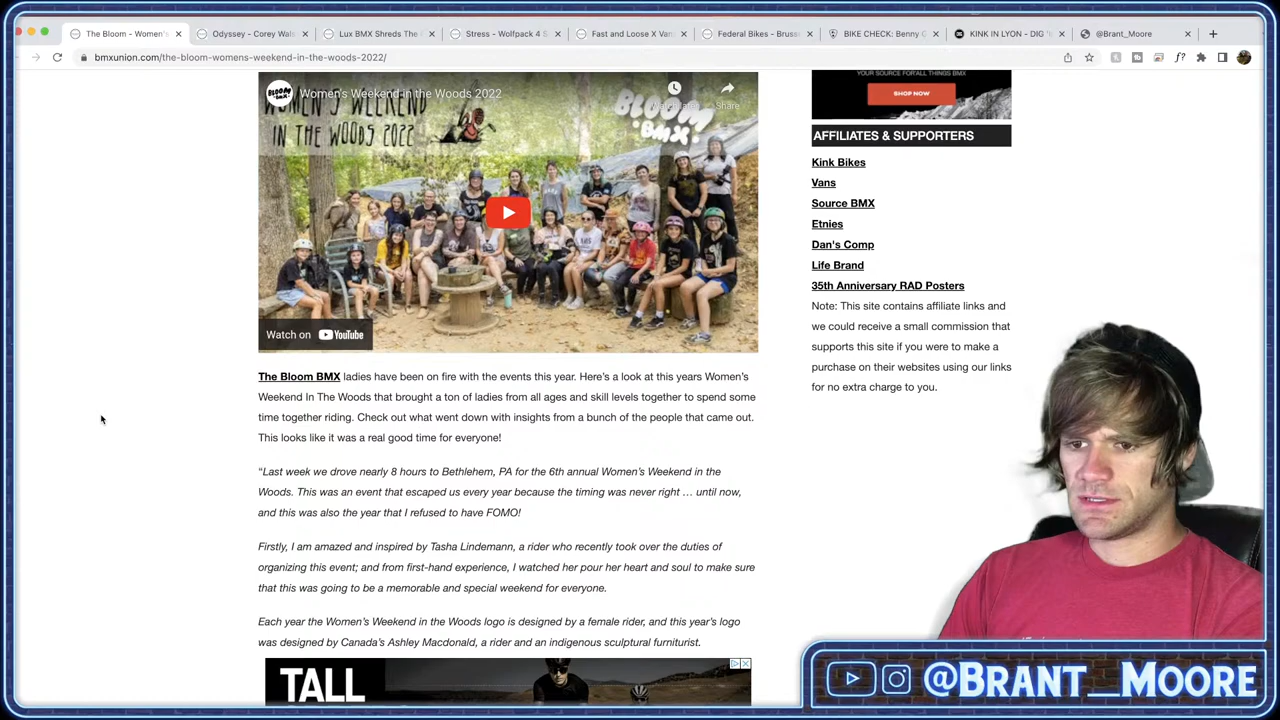 The Bloom - Women's
Odyssey - Corey Wals
Lux BMX Shreds The
Stress - Wolfpack 4 S
Fast and Loose X Vans
Federal Bikes - Bruss
BIKE CHECK: Benny G
KINK IN LYON - DIG
@Brant_Moore
bmxunion.com/the-bloom-womens-weekend-in-the-woods-2022/
Women's Weekend in the Woods 2022
Share
WOMEN'S WEEKEND
IN THE WOODS 2022
BLOOM
BMX
Watch on YouTube
The Bloom BMX ladies have been on fire with the events this year. Here's a look at this years Women's
Weekend In The Woods that brought a ton of ladies from all ages and skill levels together to spend some
time together riding. Check out what went down with insights from a bunch of the people that came out.
This looks like it was a real good time for everyone!
“Last week we drove nearly 8 hours to Bethlehem, PA for the 6th annual Women's Weekend in the
Woods. This was an event that escaped us every year because the timing was never right … until now,
and this was also the year that I refused to have FOMO!
Firstly, I am amazed and inspired by Tasha Lindemann, a rider who recently took over the duties of
organizing this event; and from first-hand experience, I watched her pour her heart and soul to make sure
that this was going to be a memorable and special weekend for everyone.
Each year the Women's Weekend in the Woods logo is designed by a female rider, and this year's logo
was designed by Canada's Ashley Macdonald, a rider and an indigenous sculptural furniturist.
TALL
YOUR SOURCE FOR ALL THINGS BMX
SHOP NOW
AFFILIATES & SUPPORTERS
Kink Bikes
Vans
Source BMX
Etnies
Dan's Comp
Life Brand
35th Anniversary RAD Posters
Note: This site contains affiliate links and
we could receive a small commission that
supports this site if you were to make a
purchase on their websites using our links
for no extra charge to you.
@Brant_Moore